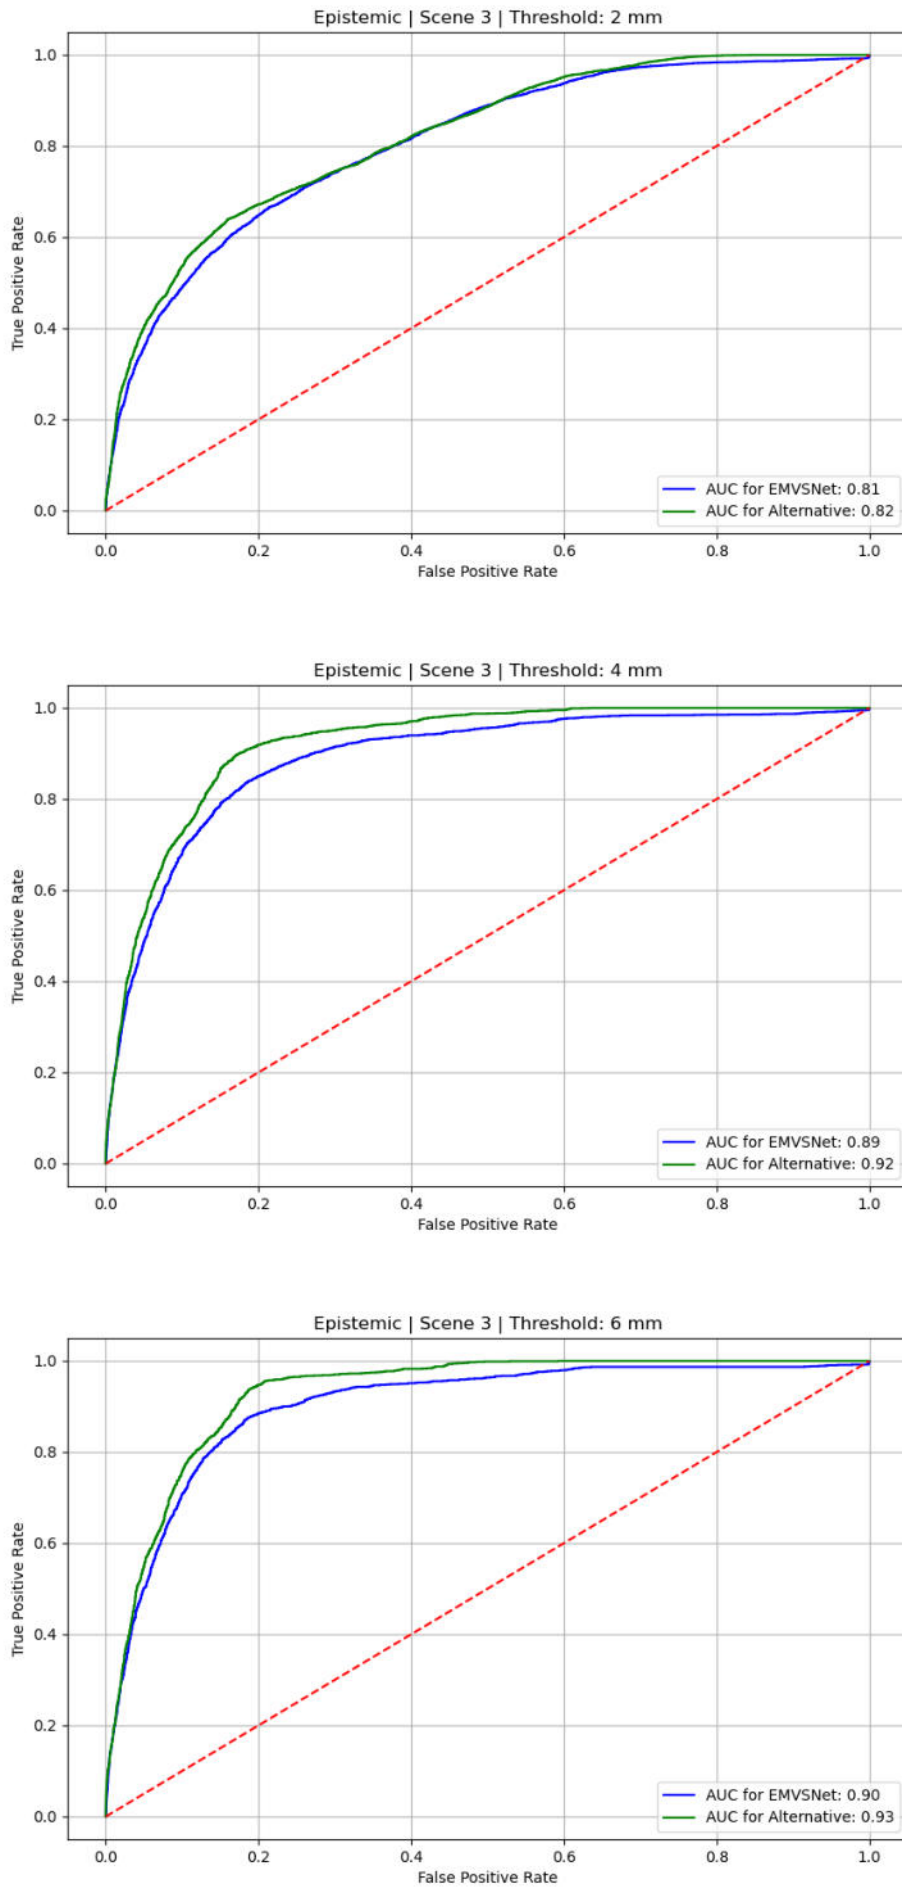 Epistemic | Scene 3 | Threshold: 2 mm
1.0
0.8
0.6
0.4
0.2
0.0
True Positive Rate
AUC for EMVSNet: 0.81
AUC for Alternative: 0.82
0.0 0.2 0.4 0.6 0.8 1.0
False Positive Rate
Epistemic | Scene 3 | Threshold: 4 mm
1.0
0.8
0.6
0.4
0.2
0.0
True Positive Rate
AUC for EMVSNet: 0.89
AUC for Alternative: 0.92
0.0 0.2 0.4 0.6 0.8 1.0
False Positive Rate
Epistemic | Scene 3 | Threshold: 6 mm
1.0
0.8
0.6
0.4
0.2
0.0
True Positive Rate
AUC for EMVSNet: 0.90
AUC for Alternative: 0.93
0.0 0.2 0.4 0.6 0.8 1.0
False Positive Rate